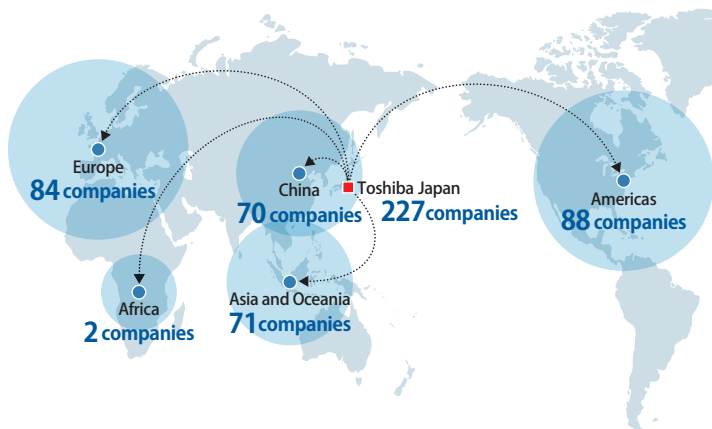 Europe
84 companies
China
70 companies
Toshiba Japan
227 companies
Americas
88 companies
Africa
2 companies
Asia and Oceania
71 companies